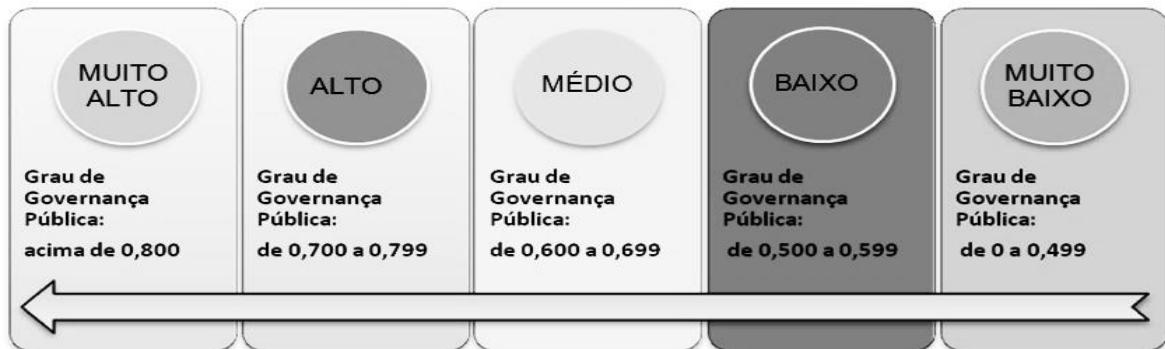 MUITO
ALTO
Grau de
Governança
Pública:
acima de 0,800
ALTO
Grau de
Governança
Pública:
de 0,700 a 0,799
MÉDIO
Grau de
Governança
Pública:
de 0,600 a 0,699
BAIXO
Grau de
Governança
Pública:
de 0,500 a 0,599
MUITO
BAIXO
Grau de
Governança
Pública:
de 0 a 0,499